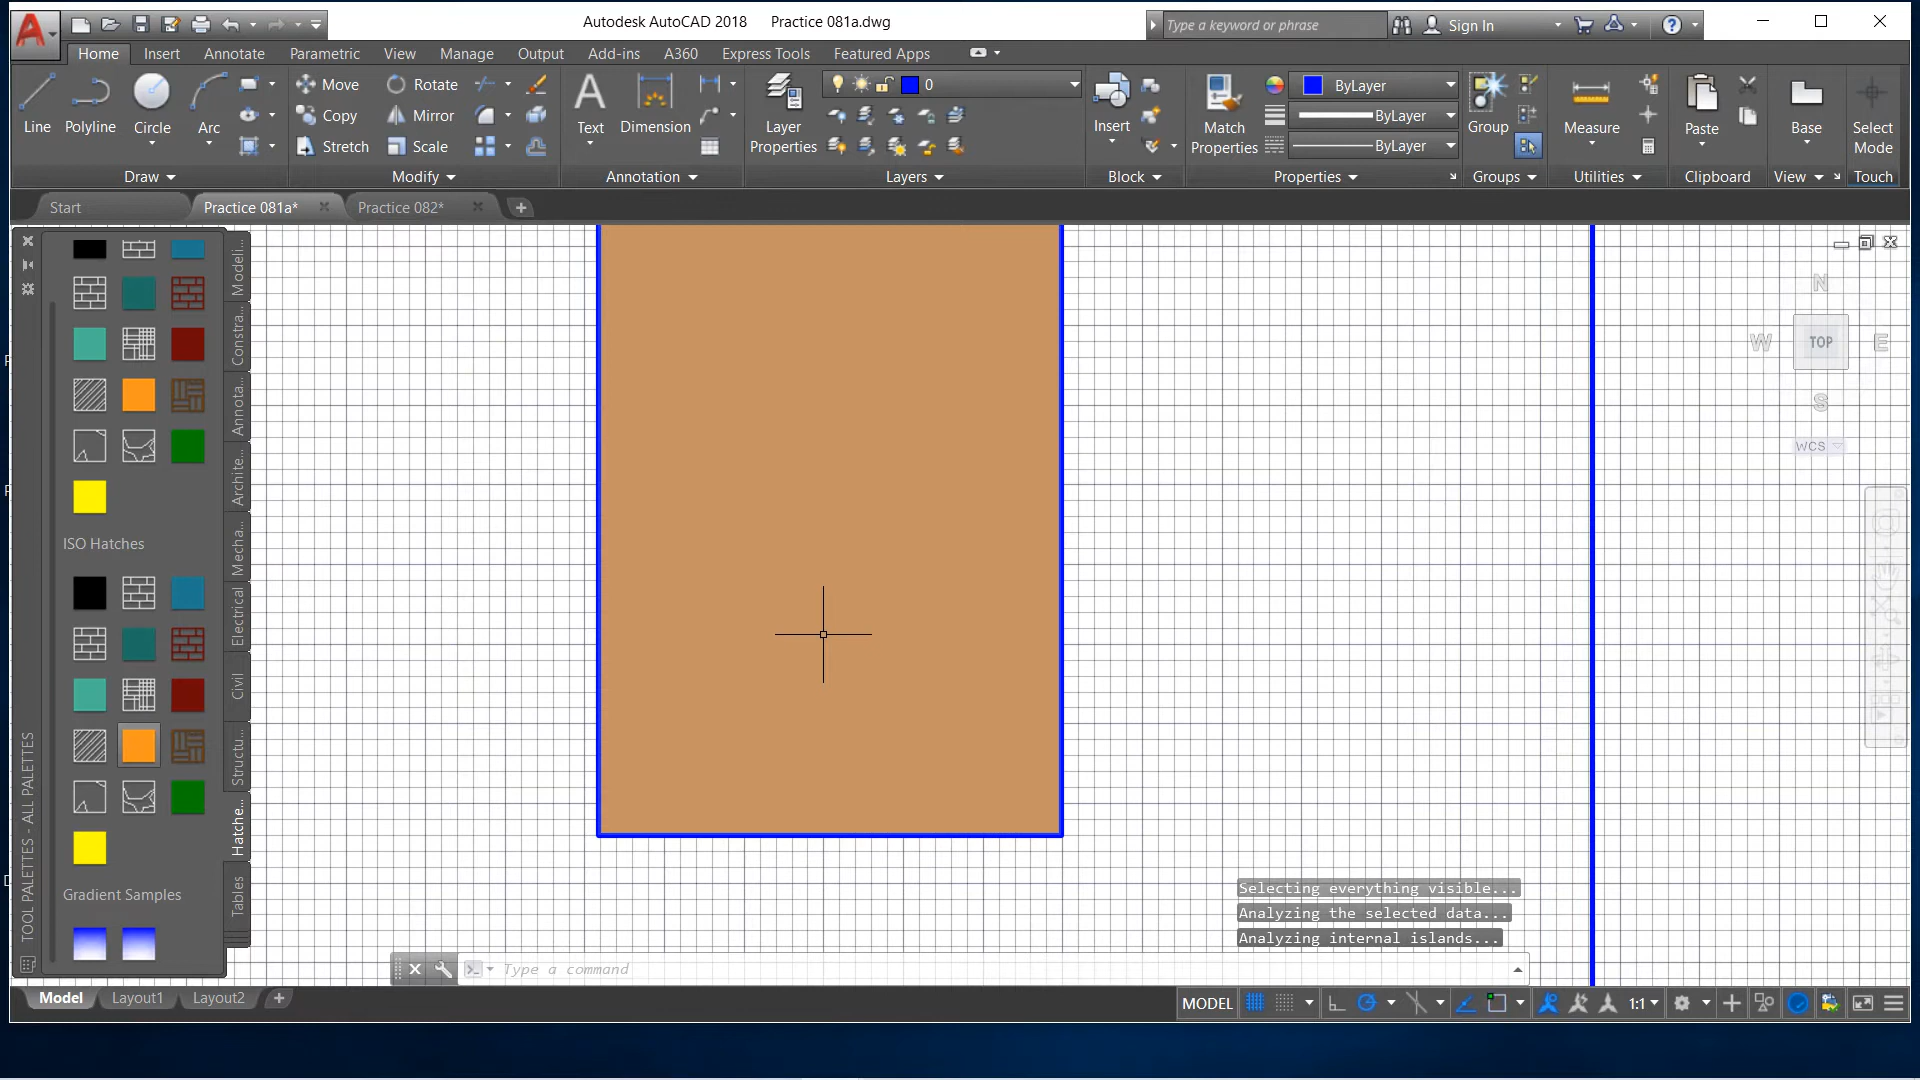 Autodesk AutoCAD 2018 Practice 081a.dwg
Type a keyword or phrase
Sign In
Home Insert Annotate Parametric View Manage Output Add-ins A360 Express Tools Featured Apps
Line Polyline Circle Arc
Move Rotate
Copy Mirror
Stretch Scale
Text Dimension
Layer Properties
0
Insert
Match Properties
ByLayer
ByLayer
ByLayer
Group
Measure
Paste
Base
Select Mode
Draw Modify Annotation Layers Block Properties Groups Utilities Clipboard View Touch
Start Practice 081a* Practice 082*
Modeli...
Constra...
Annota...
Archite...
Mecha...
Electrical
Civil
Structu...
Hatche...
Tables
ISO Hatches
Gradient Samples
TOOL PALETTES - ALL PALETTES
N
W TOP E
S
WCS
Selecting everything visible...
Analyzing the selected data...
Analyzing internal islands...
Type a command
Model Layout1 Layout2
MODEL 1:1